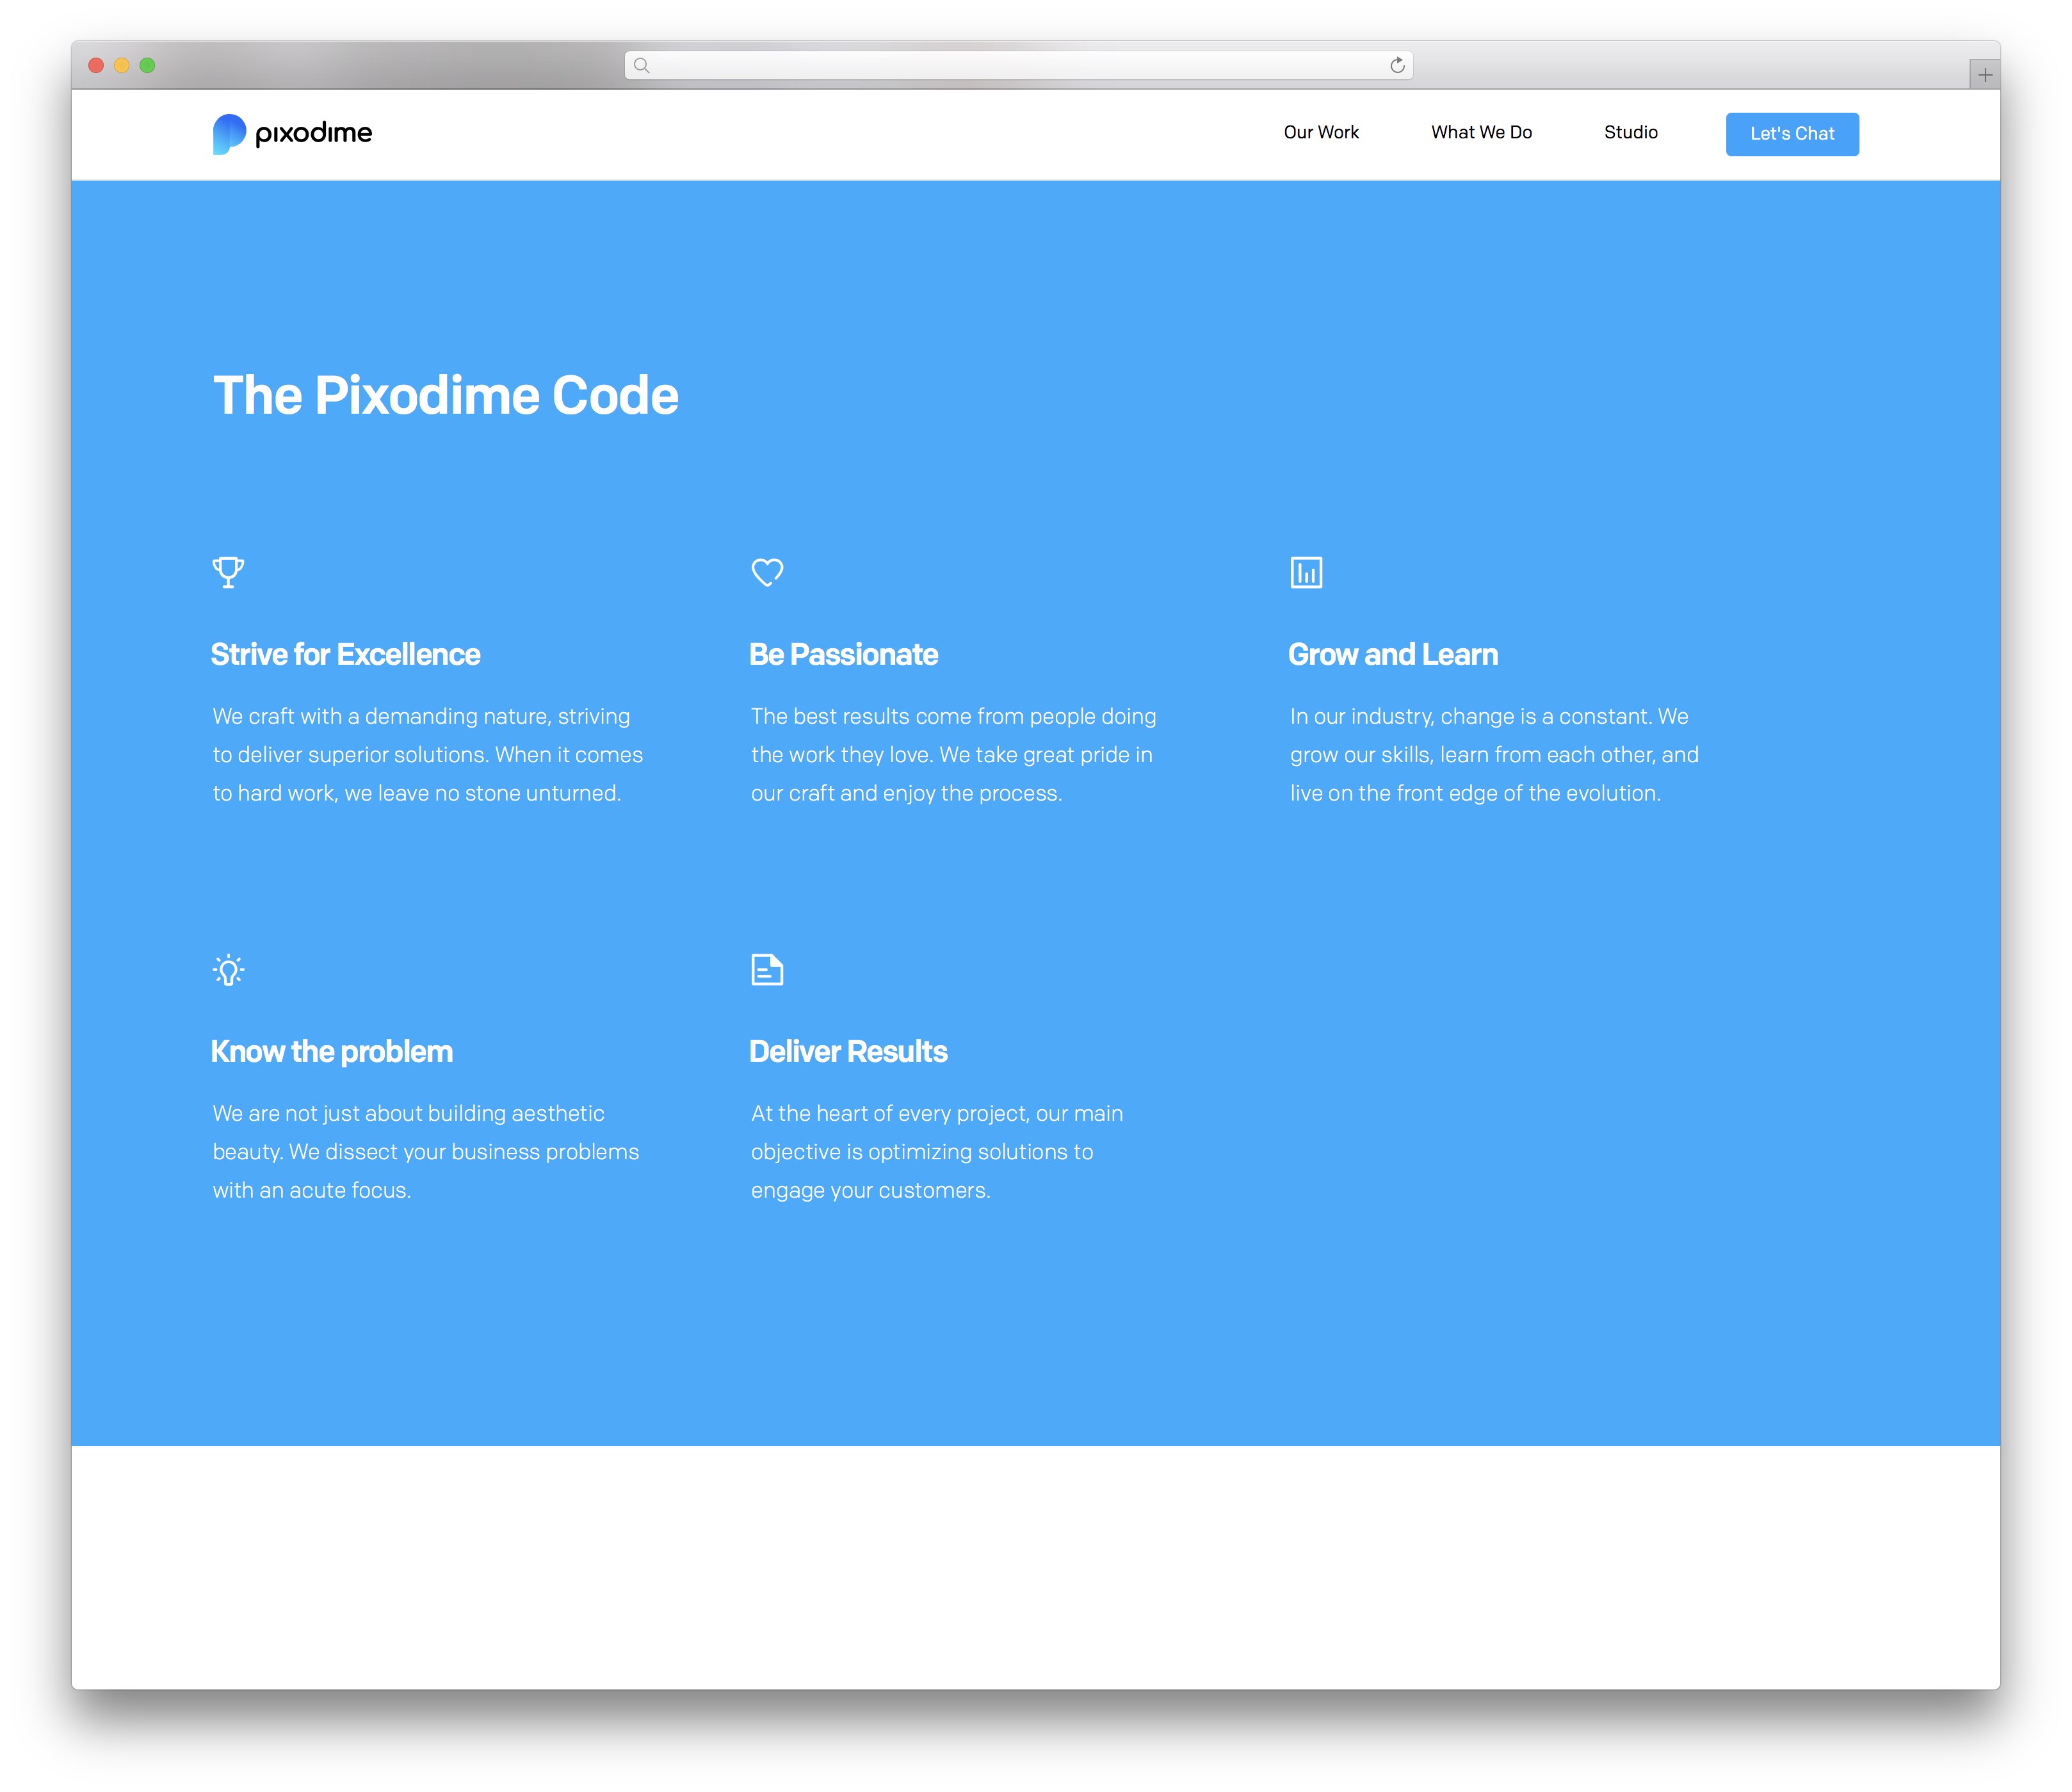 pixodime
Our Work
What We Do
Studio
Let's Chat
The Pixodime Code
Strive for Excellence
We craft with a demanding nature, striving
to deliver superior solutions. When it comes
to hard work, we leave no stone unturned.
Be Passionate
The best results come from people doing
the work they love. We take great pride in
our craft and enjoy the process.
Grow and Learn
In our industry, change is a constant. We
grow our skills, learn from each other, and
live on the front edge of the evolution.
Know the problem
We are not just about building aesthetic
beauty. We dissect your business problems
with an acute focus.
Deliver Results
At the heart of every project, our main
objective is optimizing solutions to
engage your customers.